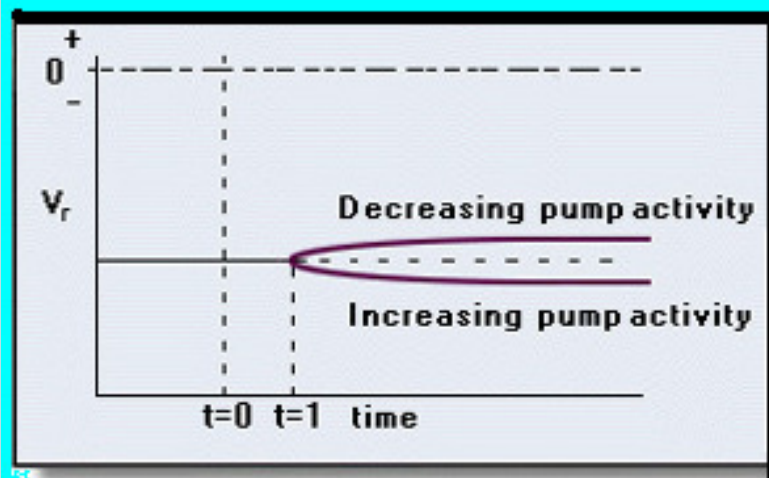 +
0
-
Vr
Decreasing pump activity
Increasing pump activity
t=0 t=1 time